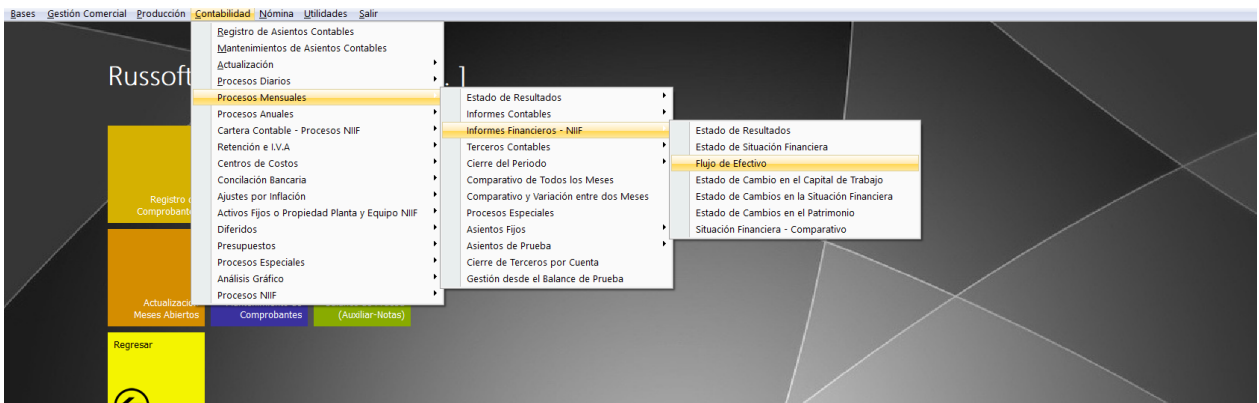 Bases Gestión Comercial Producción Contabilidad Nómina Utilidades Salir
Registro de Asientos Contables
Mantenimientos de Asientos Contables
Actualización
Procesos Diarios
Procesos Mensuales
Procesos Anuales
Cartera Contable - Procesos NIIF
Retención e I.V.A
Centros de Costos
Concilación Bancaria
Ajustes por Inflación
Activos Fijos o Propiedad Planta y Equipo NIIF
Diferidos
Presupuestos
Procesos Especiales
Análisis Gráfico
Procesos NIIF
Estado de Resultados
Informes Contables
Informes Financieros - NIIF
Terceros Contables
Cierre del Periodo
Comparativo de Todos los Meses
Comparativo y Variación entre dos Meses
Procesos Especiales
Asientos Fijos
Asientos de Prueba
Cierre de Terceros por Cuenta
Gestión desde el Balance de Prueba
Estado de Resultados
Estado de Situación Financiera
Flujo de Efectivo
Estado de Cambio en el Capital de Trabajo
Estado de Cambios en la Situación Financiera
Estado de Cambios en el Patrimonio
Situación Financiera - Comparativo
Russoft
Registro
Meses Abiertos
Comprobantes
(Auxiliar-Notas)
Regresar